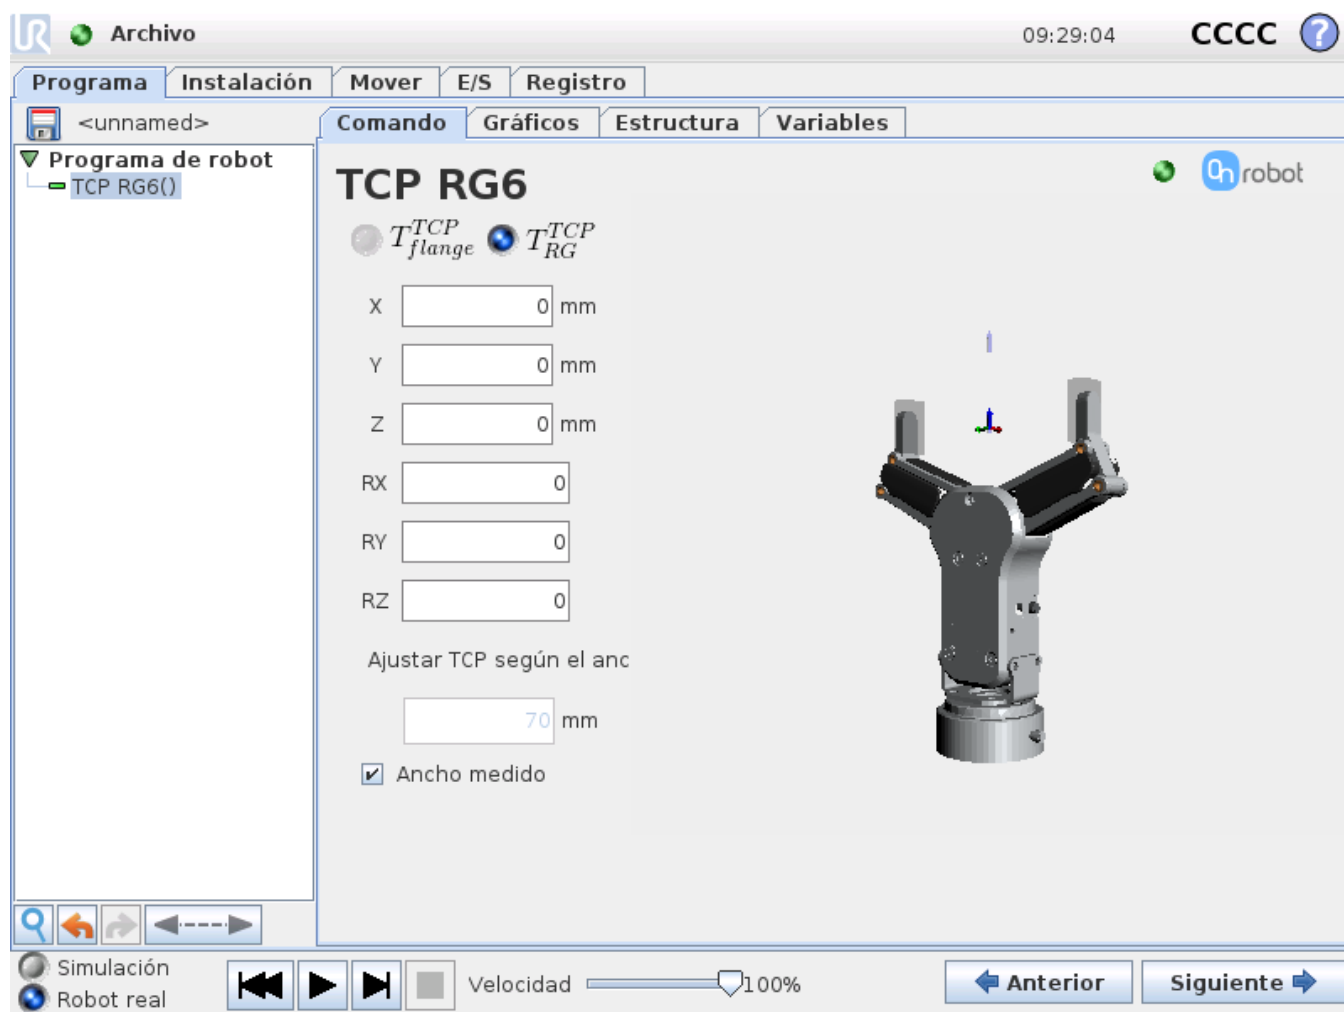 UR Archivo 09:29:04 CCCC ?
Programa Instalación Mover E/S Registro
<unnamed>
Comando Gráficos Estructura Variables
Programa de robot
TCP RG6()
TCP RG6
On robot
T^{TCP}_{flange} T^{TCP}_{RG}
X 0 mm
Y 0 mm
Z 0 mm
RX 0
RY 0
RZ 0
Ajustar TCP según el anc
70 mm
Ancho medido
Simulación
Robot real
Velocidad 100%
Anterior Siguiente